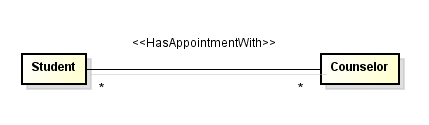 <<HasAppointmentWith>>
Student
Counselor
*
*